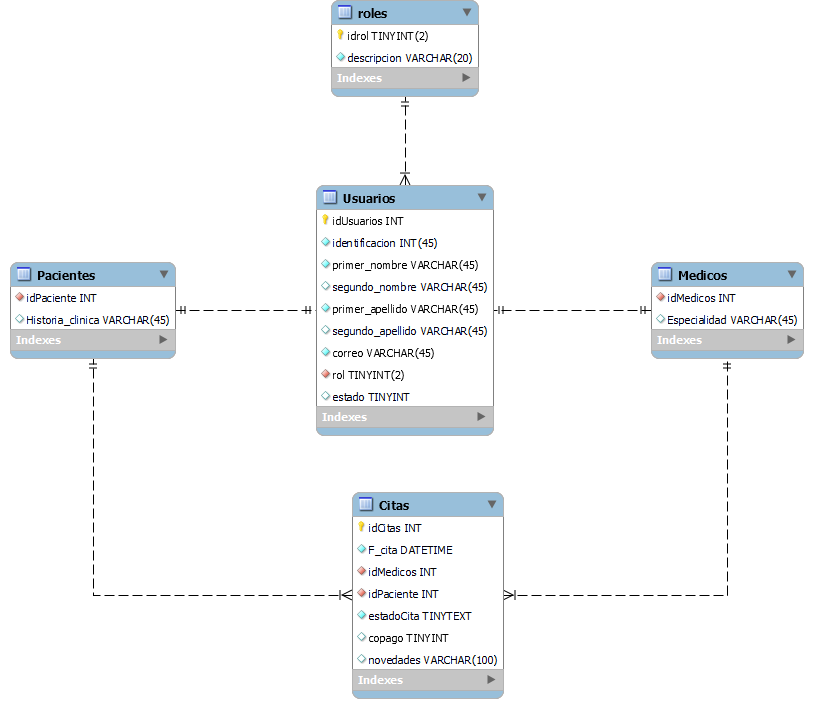 roles
idrol TINYINT(2)
descripcion VARCHAR(20)
Indexes
Usuarios
idUsuarios INT
identificacion INT(45)
primer_nombre VARCHAR(45)
segundo_nombre VARCHAR(45)
primer_apellido VARCHAR(45)
segundo_apellido VARCHAR(45)
correo VARCHAR(45)
rol TINYINT(2)
estado TINYINT
Indexes
Pacientes
idPaciente INT
Historia_clinica VARCHAR(45)
Indexes
Medicos
idMedicos INT
Especialidad VARCHAR(45)
Indexes
Citas
idCitas INT
F_cita DATETIME
idMedicos INT
idPaciente INT
estadoCita TINYTEXT
copago TINYINT
novedades VARCHAR(100)
Indexes